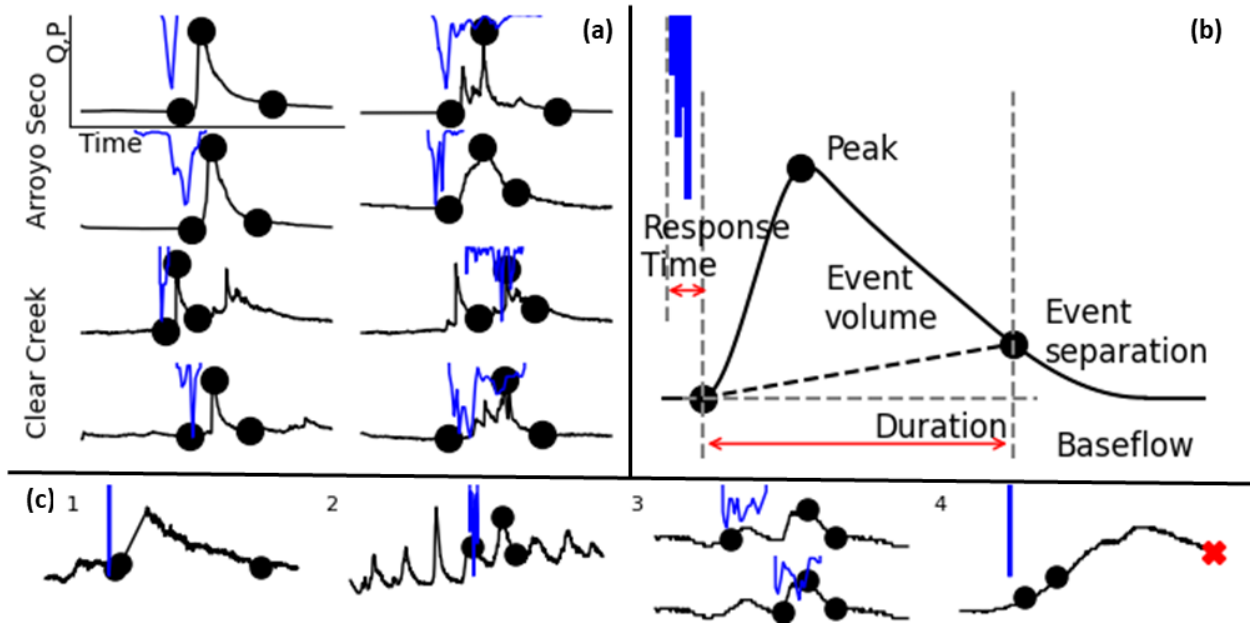 (a)
Q,P
Time
Arroyo Seco
Clear Creek
(b)
Peak
Response
Time
Event
volume
Event
separation
Duration
Baseflow
(c)
1
2
3
4